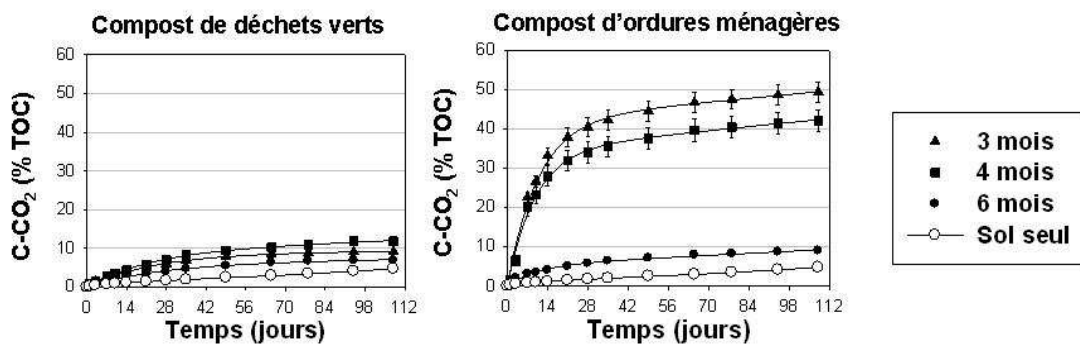 Compost de déchets verts
C-CO₂ (% TOC)
60
50
40
30
20
10
0
0 14 28 42 56 70 84 98 112
Temps (jours)
Compost d'ordures ménagères
C-CO₂ (% TOC)
60
50
40
30
20
10
0
0 14 28 42 56 70 84 98 112
Temps (jours)
3 mois
4 mois
6 mois
Sol seul